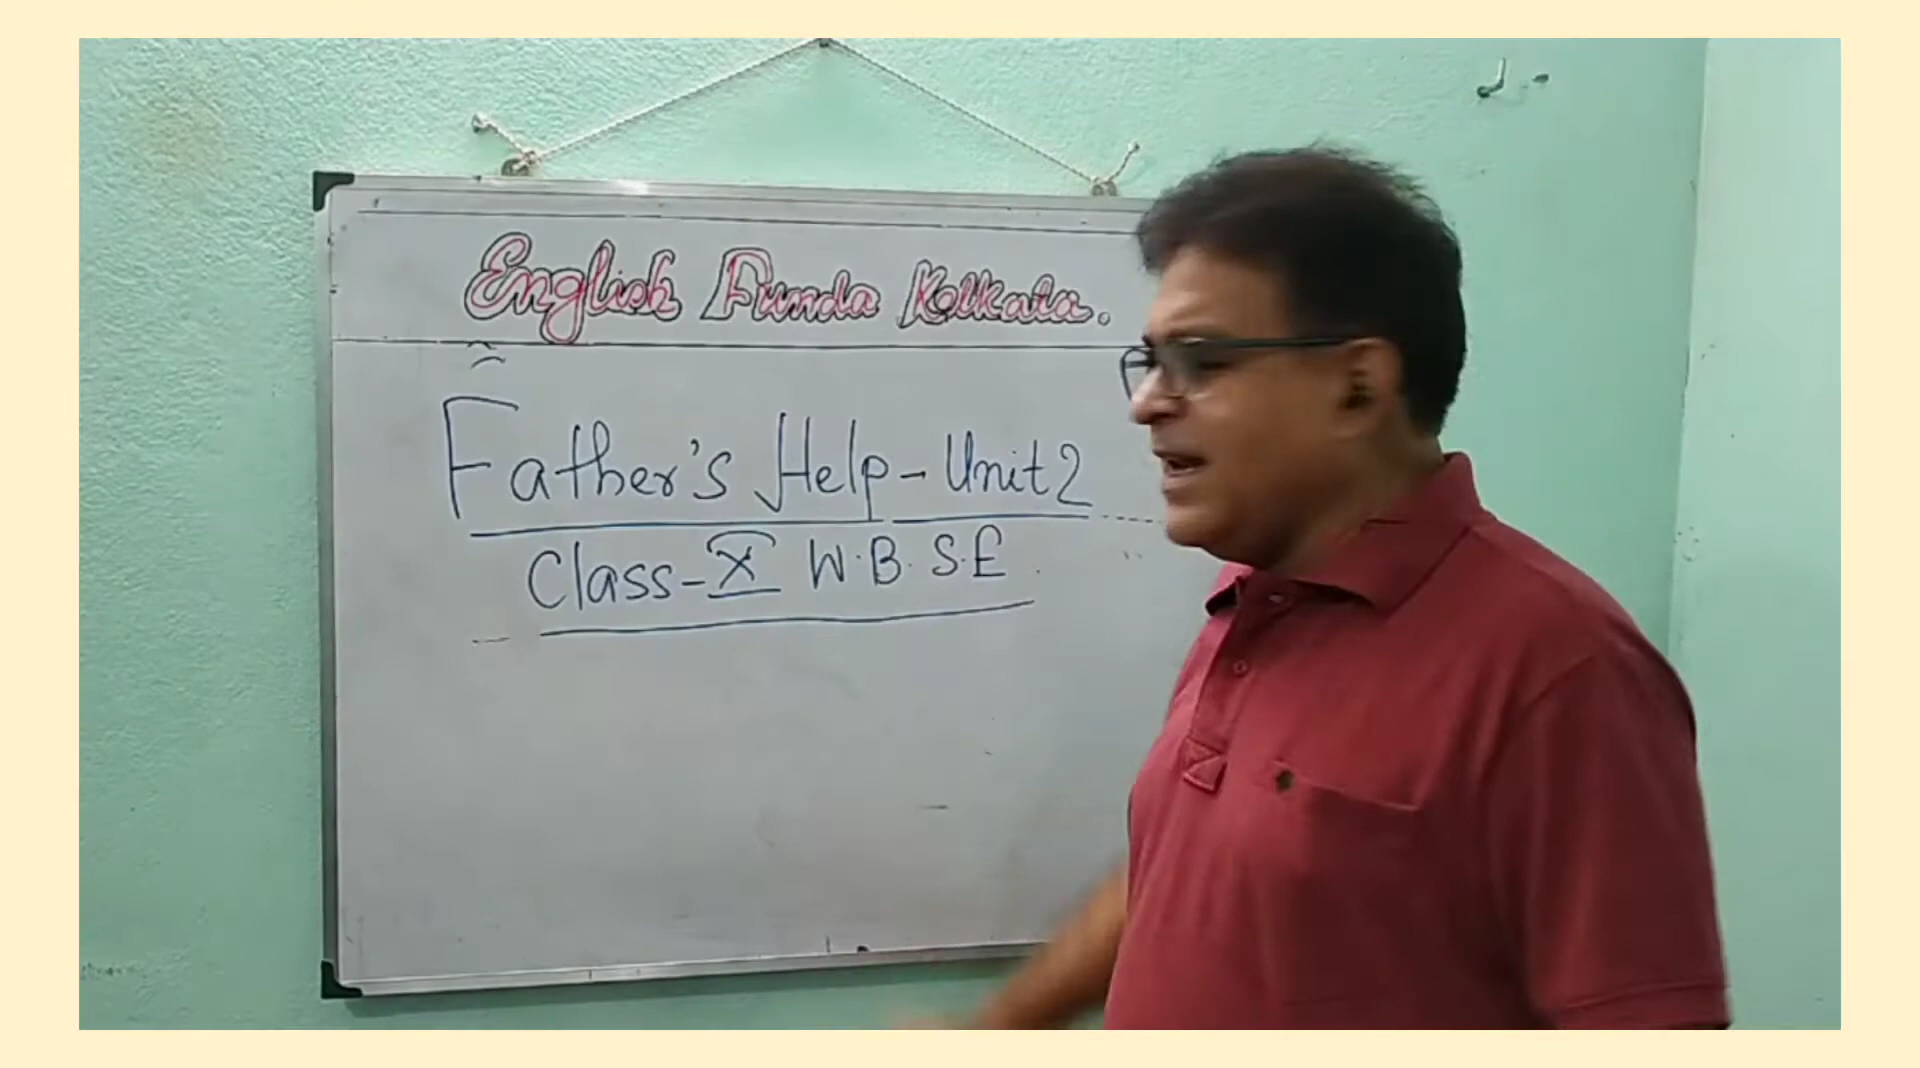 English Funda Kolkata.
Father's Help - Unit 2
Class - X W.B.S.E